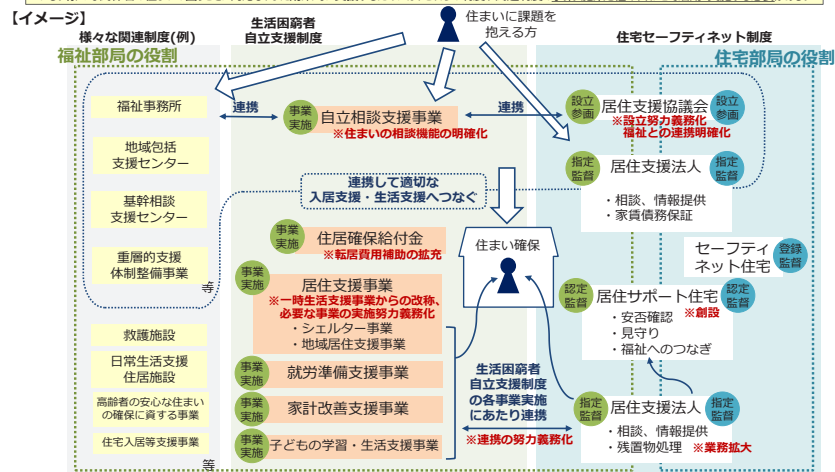 【イメージ】
様々な関連制度(例)
生活困窮者
自立支援制度
住まいに課題を
抱える方
住宅セーフティネット制度
福祉部局の役割
住宅部局の役割
福祉事務所
連携
事業
実施
自立相談支援事業
※住まいの相談機能の明確化
連携
設立
参画
居住支援協議会
設立
参画
※設立努力義務化
福祉との連携明確化
地域包括
支援センター
指定
監督
居住支援法人
指定
監督
・相談、情報提供
・家賃債務保証
連携して適切な
入居支援・生活支援へつなぐ
基幹相談
支援センター
事業
実施
住居確保給付金
※転居費用補助の拡充
住まい確保
セーフティ
ネット住宅
登録
監督
重層的支援
体制整備事業
等
事業
実施
居住支援事業
※一時生活支援事業からの改称、
必要な事業の実施努力義務化
・シェルター事業
・地域居住支援事業
認定
監督
居住サポート住宅
認定
監督
※創設
・安否確認
・見守り
・福祉へのつなぎ
救護施設
日常生活支援
住居施設
事業
実施
就労準備支援事業
生活困窮者
自立支援制度
の各事業実施
にあたり連携
高齢者の安心な住まい
の確保に資する事業
事業
実施
家計改善支援事業
指定
監督
居住支援法人
指定
監督
・相談、情報提供
・残置物処理
※業務拡大
※連携の努力義務化
住宅入居等支援事業
事業
実施
子どもの学習・生活支援事業
等